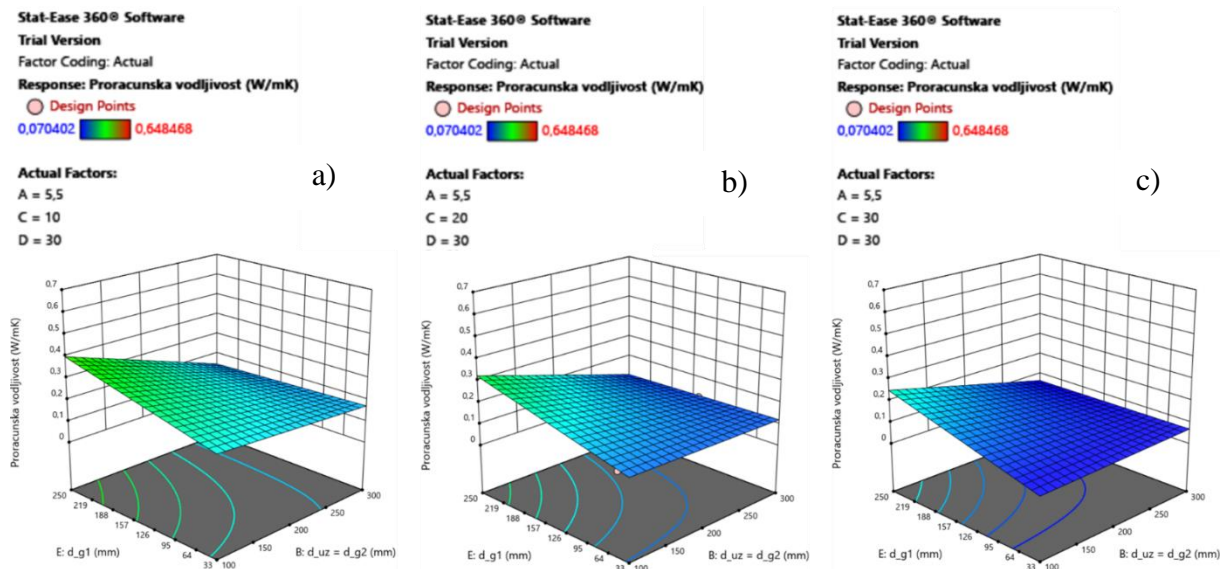 Stat-Ease 360® Software
Trial Version
Factor Coding: Actual
Response: Proracunska vodljivost (W/mK)
Design Points
0,070402 0,648468
Actual Factors:
A = 5,5
C = 10
D = 30
a)
0,7
0,6
0,5
0,4
0,3
0,2
0,1
0
Proracunska vodljivost (W/mK)
250
219
188
157
126
95
64
33
E: d_g1 (mm)
100
150
200
250
300
B: d_uz = d_g2 (mm)
Stat-Ease 360® Software
Trial Version
Factor Coding: Actual
Response: Proracunska vodljivost (W/mK)
Design Points
0,070402 0,648468
Actual Factors:
A = 5,5
C = 20
D = 30
b)
0,7
0,6
0,5
0,4
0,3
0,2
0,1
0
Proracunska vodljivost (W/mK)
250
219
188
157
126
95
64
33
E: d_g1 (mm)
100
150
200
250
300
B: d_uz = d_g2 (mm)
Stat-Ease 360® Software
Trial Version
Factor Coding: Actual
Response: Proracunska vodljivost (W/mK)
Design Points
0,070402 0,648468
Actual Factors:
A = 5,5
C = 30
D = 30
c)
0,7
0,6
0,5
0,4
0,3
0,2
0,1
0
Proracunska vodljivost (W/mK)
250
219
188
157
126
95
64
33
E: d_g1 (mm)
100
150
200
250
300
B: d_uz = d_g2 (mm)